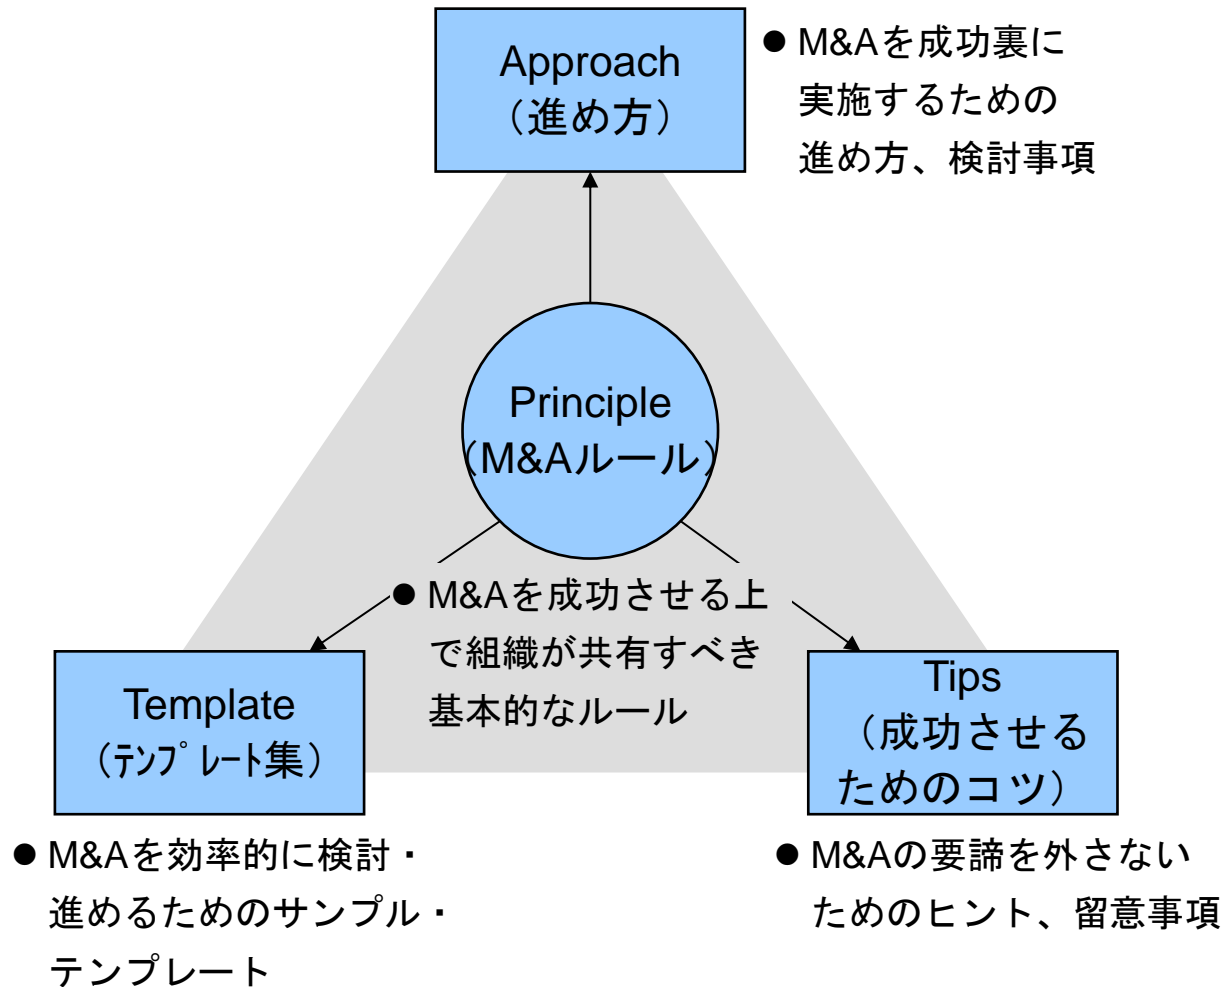 Approach
（進め方）
● M&Aを成功裏に
実施するための
進め方、検討事項
Principle
（M&Aルール）
● M&Aを成功させる上
で組織が共有すべき
基本的なルール
Template
（ﾃﾝﾌﾟﾚｰﾄ集）
● M&Aを効率的に検討・
進めるためのサンプル・
テンプレート
Tips
（成功させる
ためのコツ）
● M&Aの要諦を外さない
ためのヒント、留意事項